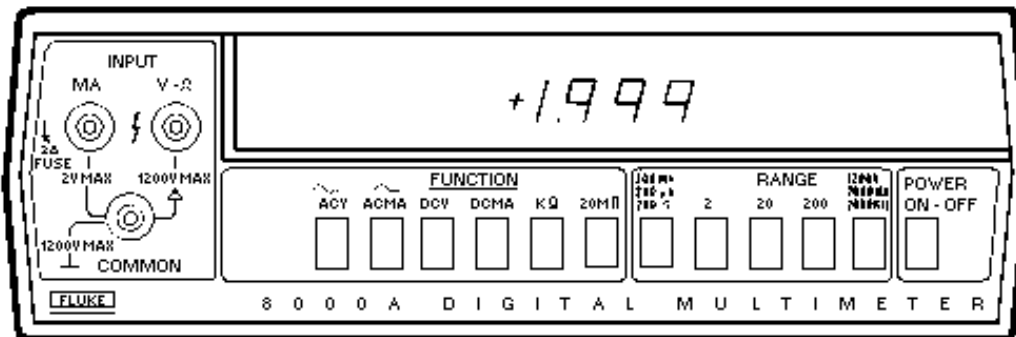 INPUT
MA V-Ω
+1.999
2A
FUSE
2V MAX 1200V MAX
1200V MAX
COMMON
FUNCTION
ACV ACMA DCV DCMA KΩ 20MΩ
RANGE
2 20 200
POWER
ON - OFF
FLUKE
8000A DIGITAL MULTIMETER